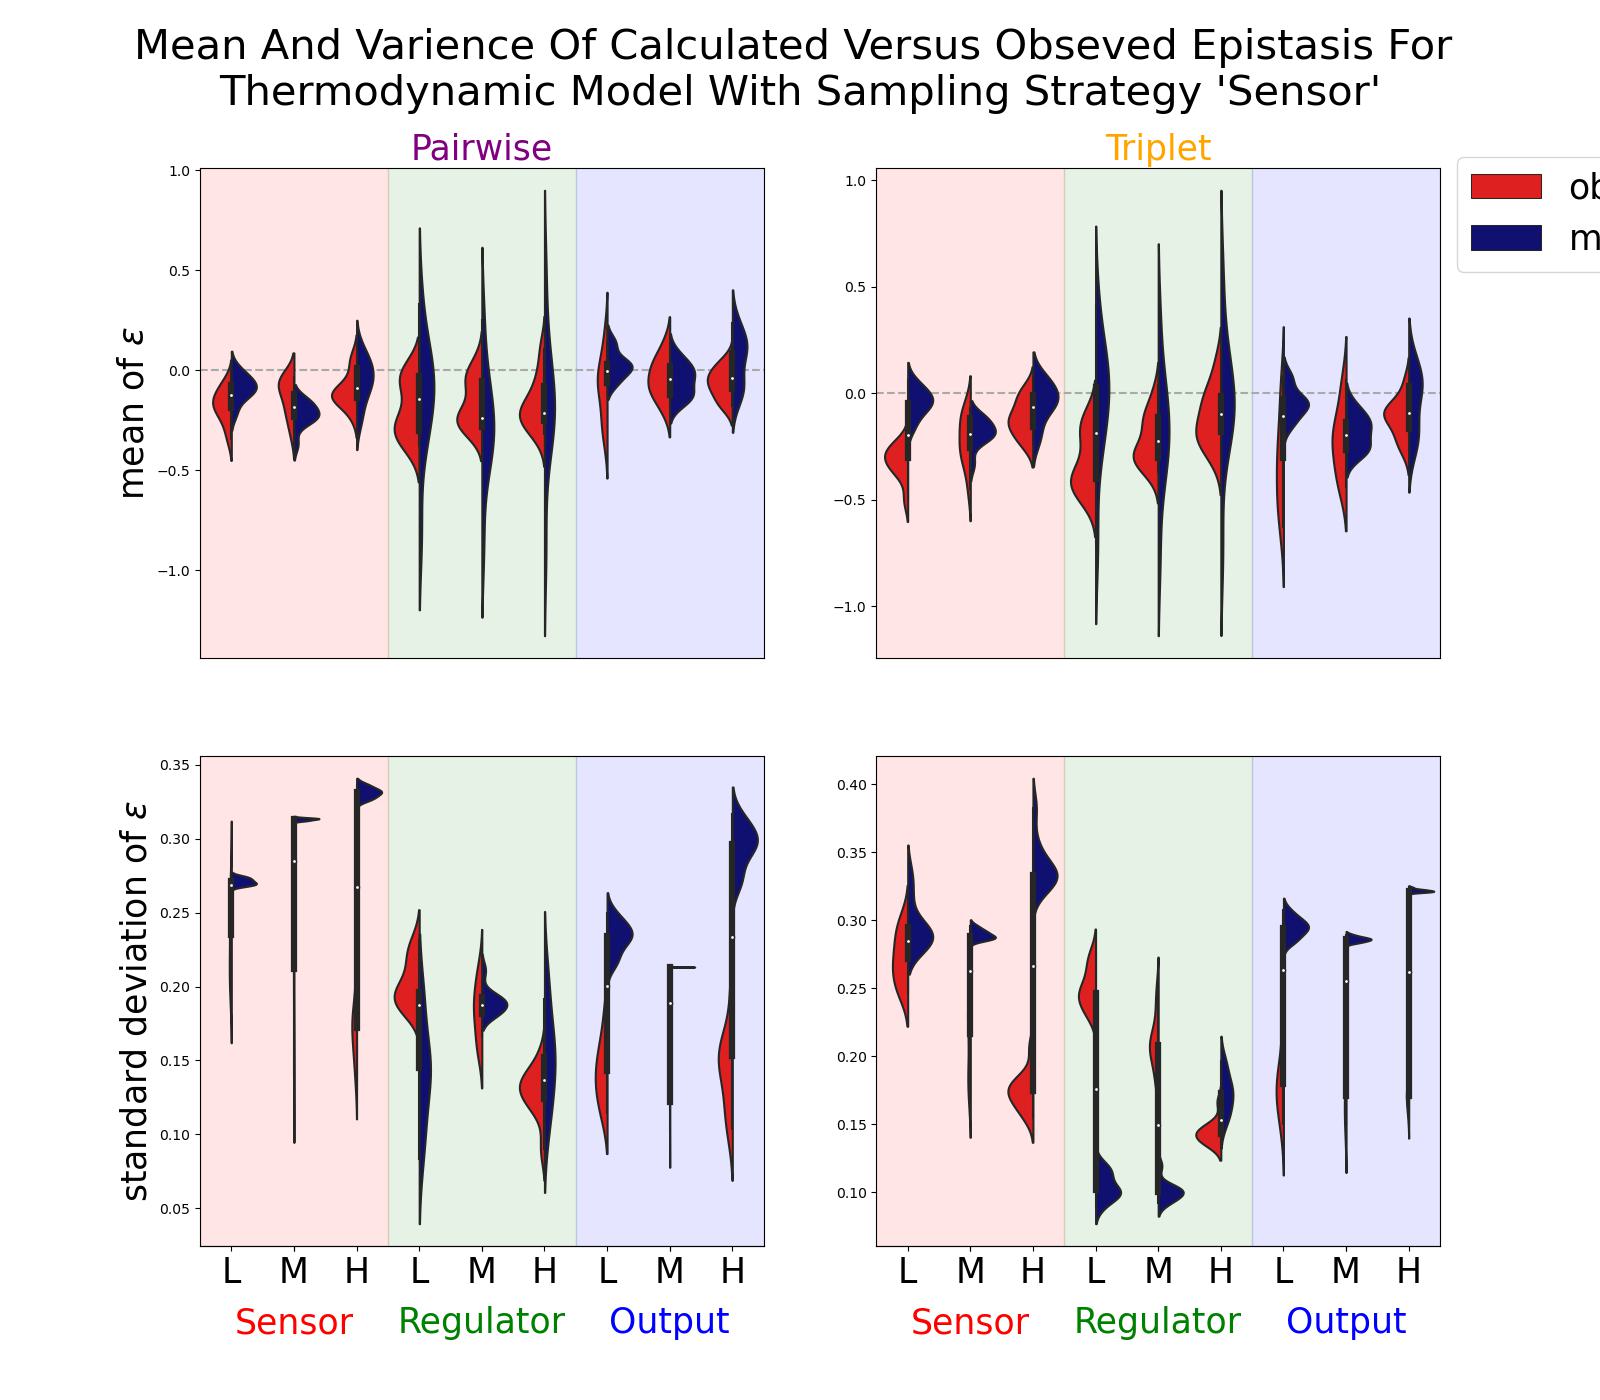 Mean And Varience Of Calculated Versus Obseved Epistasis For
Thermodynamic Model With Sampling Strategy 'Sensor'
Pairwise
Triplet
ob
m
mean of ε
1.0
0.5
0.0
−0.5
−1.0
1.0
0.5
0.0
−0.5
−1.0
standard deviation of ε
0.35
0.30
0.25
0.20
0.15
0.10
0.05
0.40
0.35
0.30
0.25
0.20
0.15
0.10
L M H L M H L M H
L M H L M H L M H
Sensor Regulator Output
Sensor Regulator Output